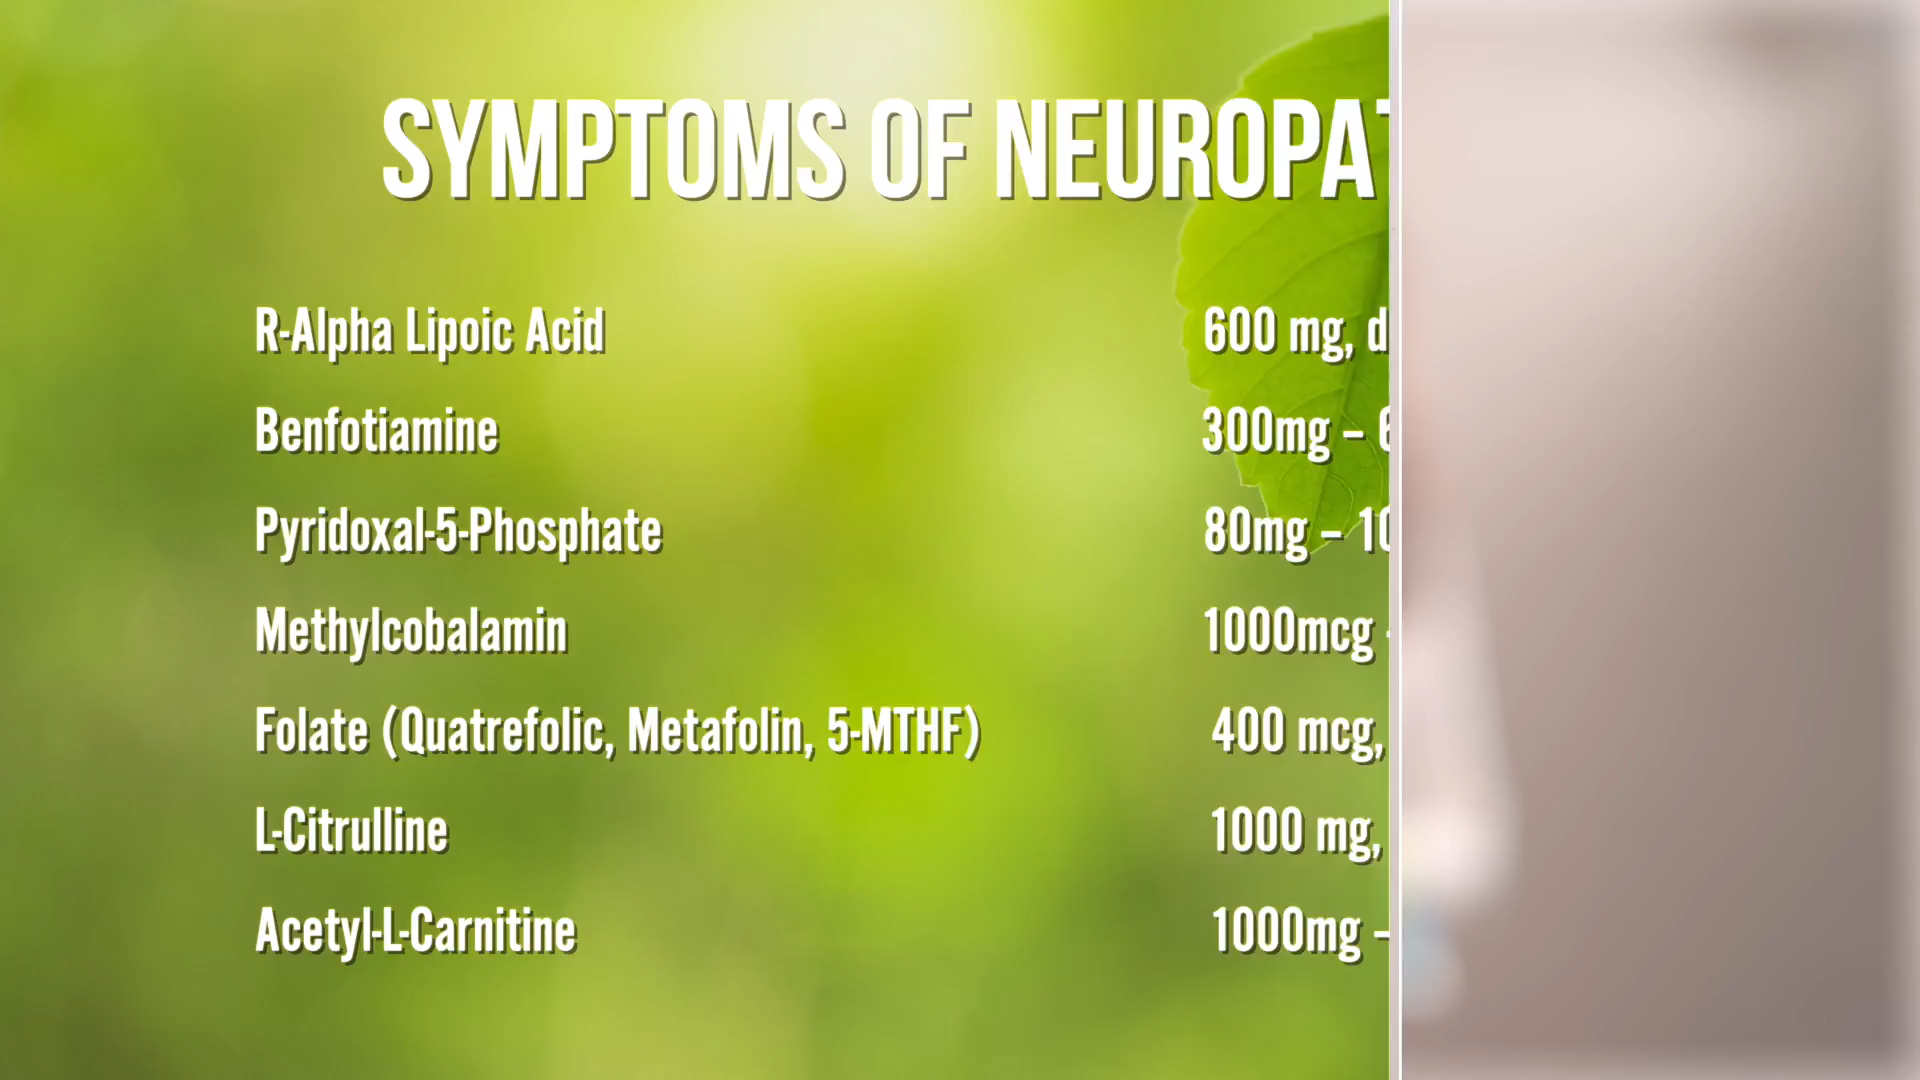 SYMPTOMS OF
R-Alpha Lipoic Acid 600 mg,
Benfotiamine 300mg –
Pyridoxal-5-Phosphate 80mg –
Methylcobalamin 1000mcg
Folate (Quatrefolic, Metafolin, 5-MTHF) 400 mcg,
L-Citrulline 1000 mg,
Acetyl-L-Carnitine 1000mg –